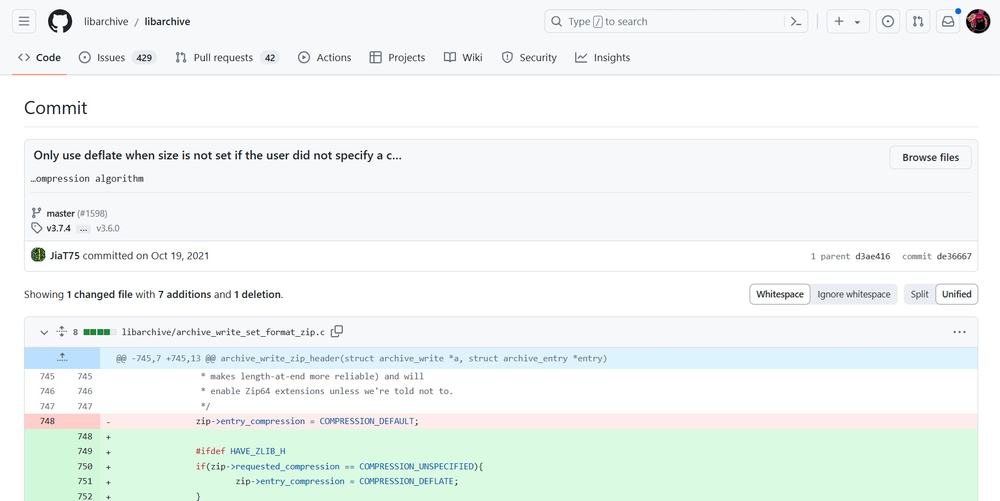 libarchive / libarchive
Type / to search
Code Issues 429 Pull requests 42 Actions Projects Wiki Security Insights
Commit
Only use deflate when size is not set if the user did not specify a c...
Browse files
…ompression algorithm
master (#1598)
v3.7.4 ... v3.6.0
JiaT75 committed on Oct 19, 2021
1 parent d3ae416 commit de36667
Showing 1 changed file with 7 additions and 1 deletion.
Whitespace Ignore whitespace Split Unified
8 libarchive/archive_write_set_format_zip.c
@@ -745,7 +745,13 @@ archive_write_zip_header(struct archive_write *a, struct archive_entry *entry)
745 745 * makes length-at-end more reliable) and will
746 746 * enable Zip64 extensions unless we're told not to.
747 747 */
748 - zip->entry_compression = COMPRESSION_DEFAULT;
748 +
749 + #ifdef HAVE_ZLIB_H
750 + if(zip->requested_compression == COMPRESSION_UNSPECIFIED){
751 + zip->entry_compression = COMPRESSION_DEFLATE;
752 + }